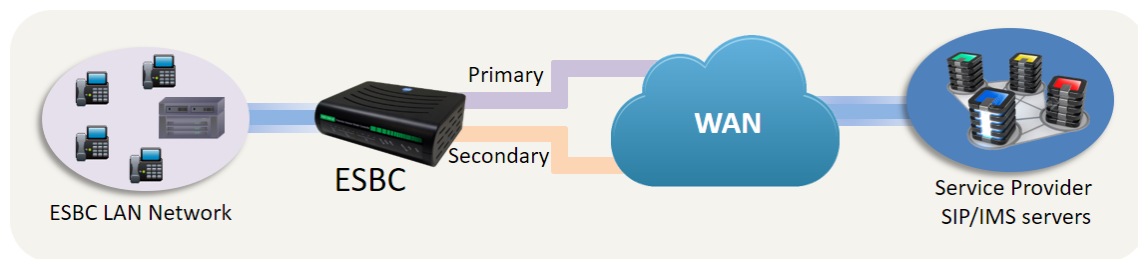 Primary
WAN
Secondary
ESBC
ESBC LAN Network
Service Provider
SIP/IMS servers